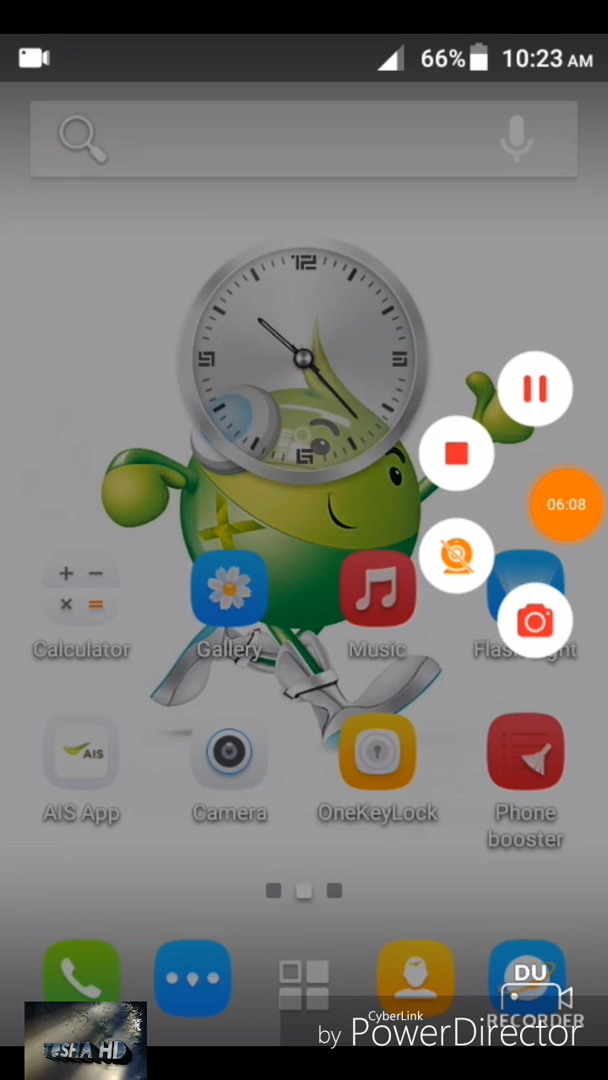 66% 10:23 AM
12
06:08
Calculator Gallery Music
AIS
AIS App Camera OneKeyLock Phone booster
DU
RECORDER
CyberLink
by PowerDirector
TOSHA HD